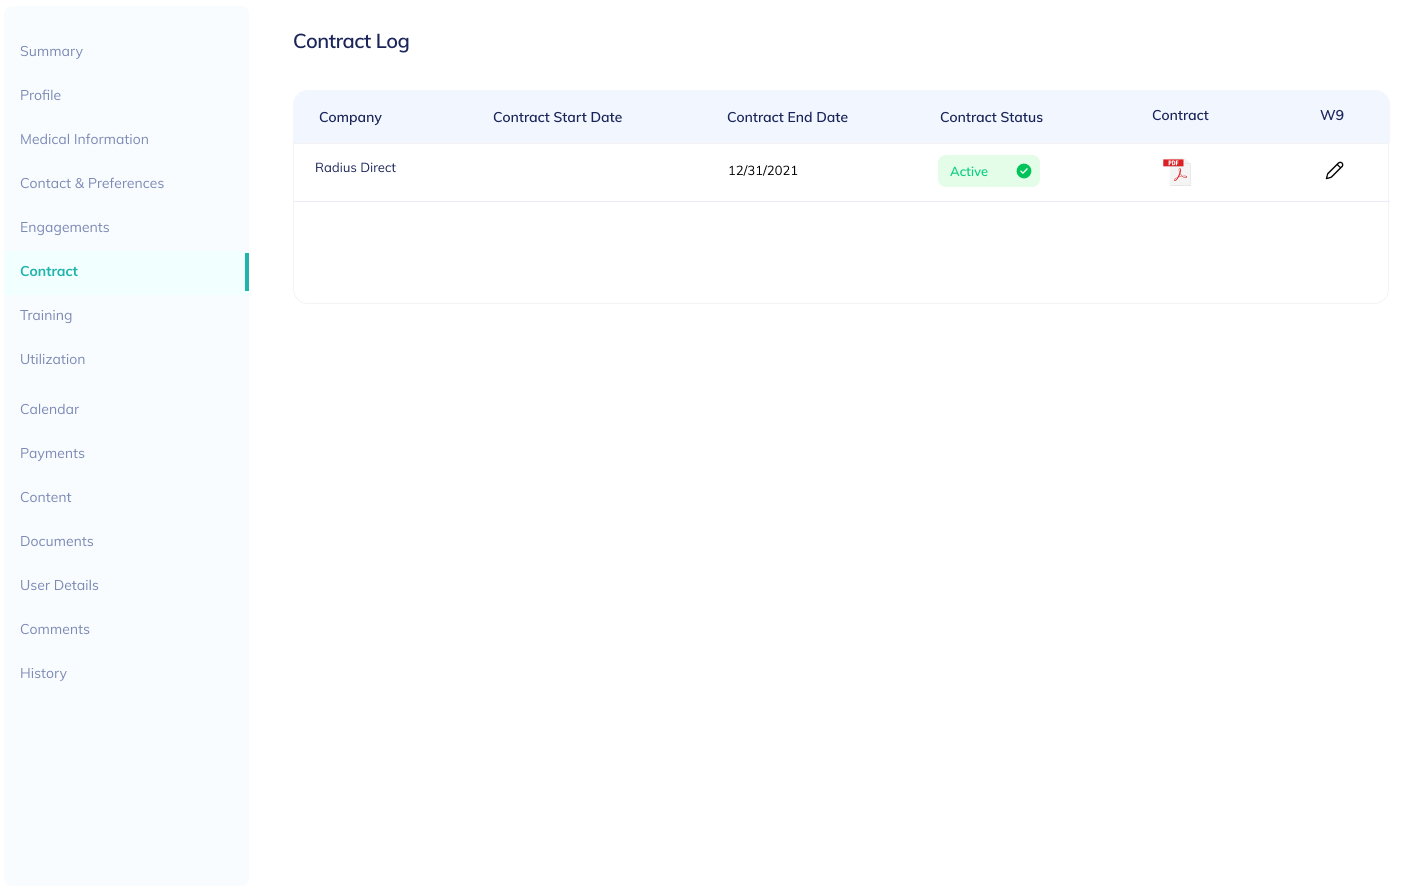 Summary
Profile
Medical Information
Contact & Preferences
Engagements
Contract
Training
Utilization
Calendar
Payments
Content
Documents
User Details
Comments
History
Contract Log
Company Contract Start Date Contract End Date Contract Status Contract W9
Radius Direct 12/31/2021 Active PDF